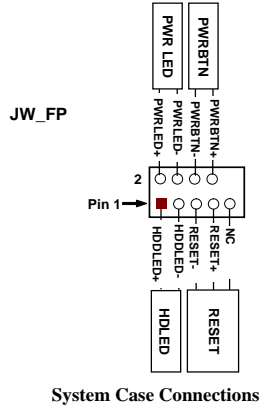 PWR LED
PWRBTN
PWRLED+
PWRLED-
PWRBTN-
PWRBTN+
JW_FP
2
Pin 1
HDDLED+
HDDLED-
RESET-
RESET+
NC
HDLED
RESET
System Case Connections